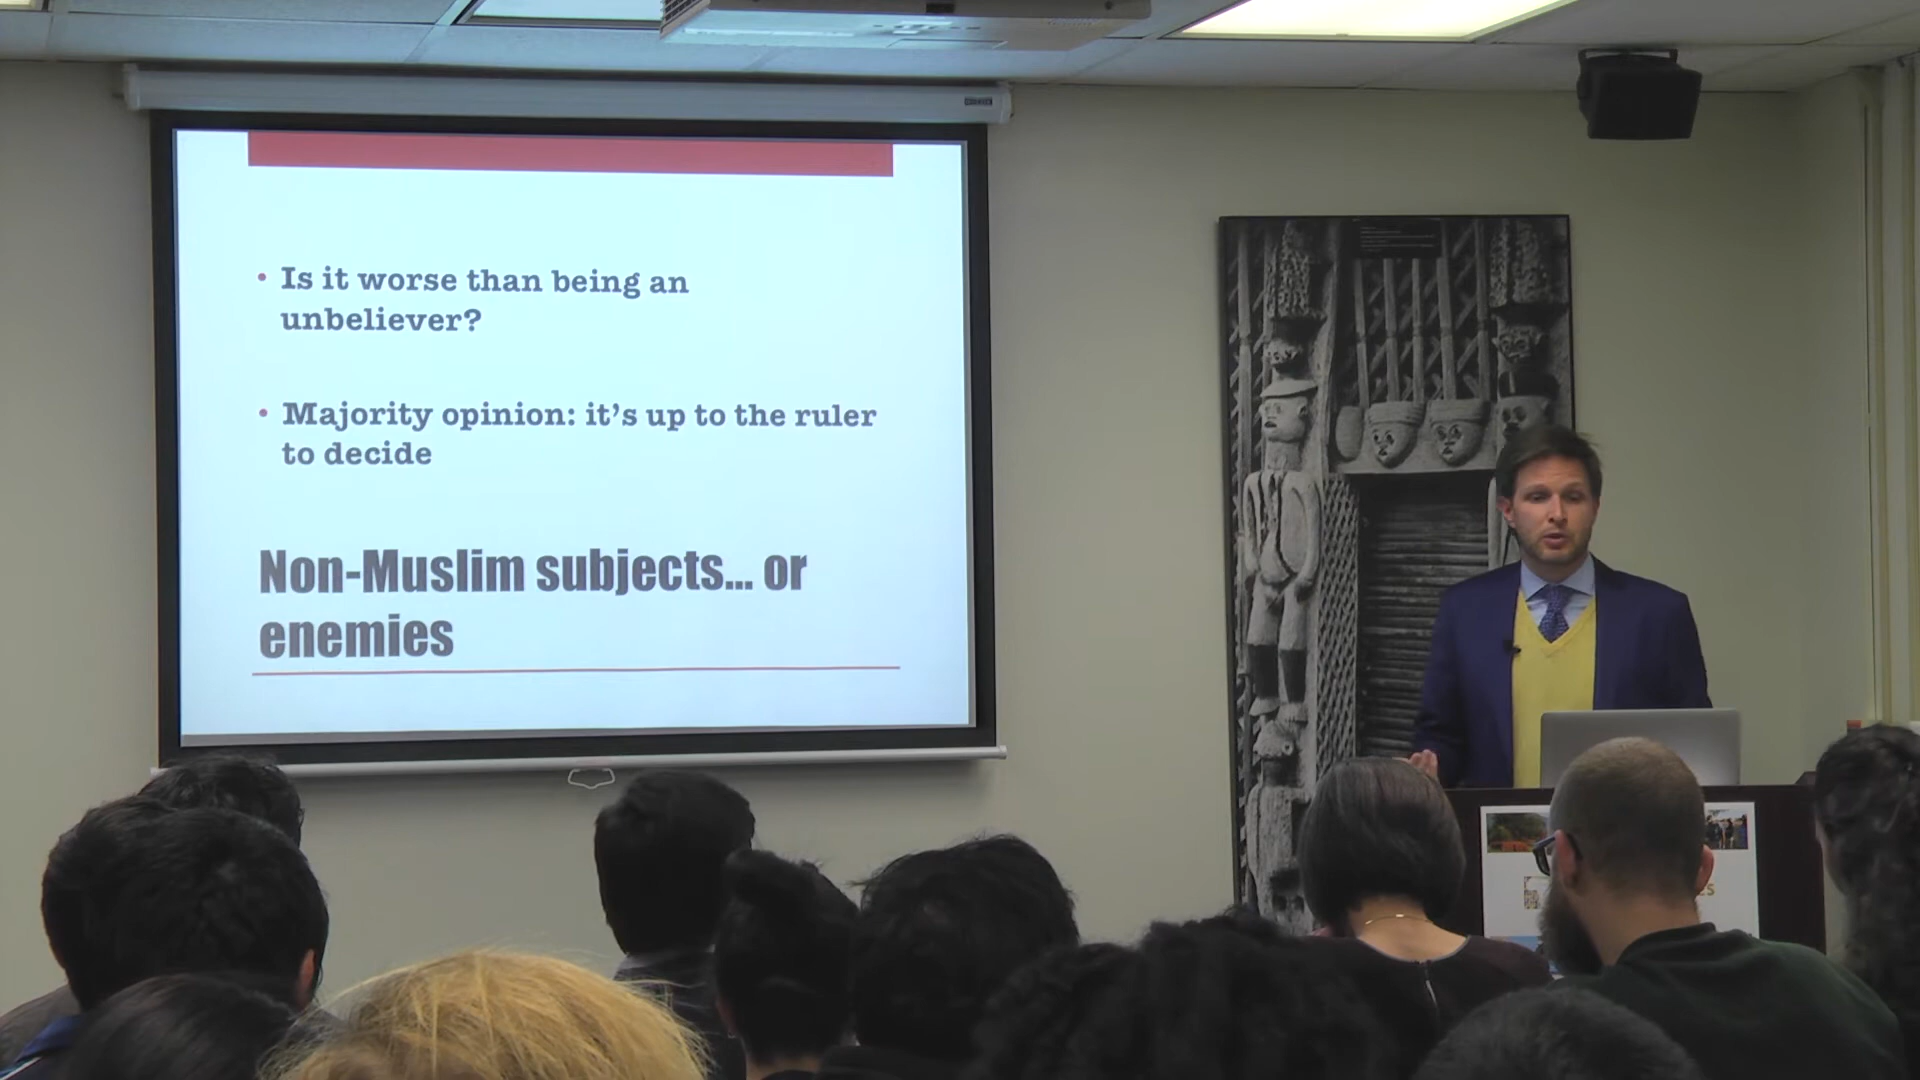 • Is it worse than being an
unbeliever?
• Majority opinion: it's up to the ruler
to decide
Non-Muslim subjects... or
enemies